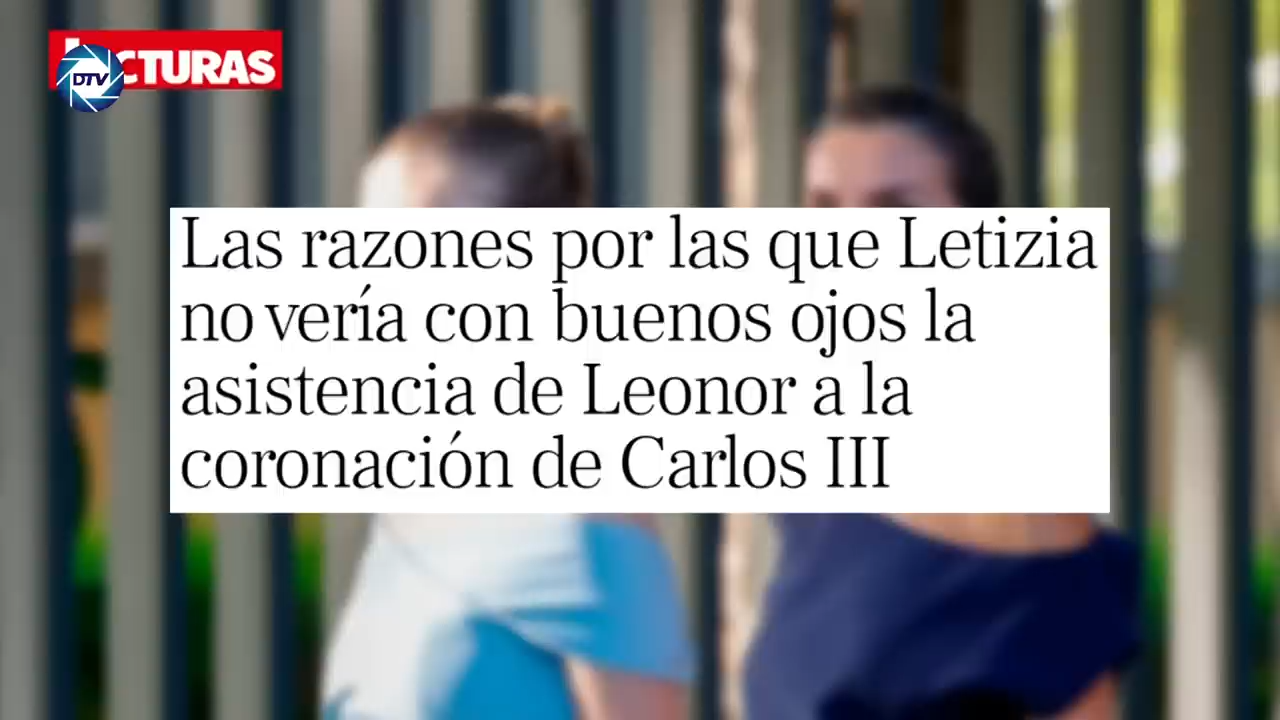 CTURAS
DTV
Las razones por las que Letizia
no vería con buenos ojos la
asistencia de Leonor a la
coronación de Carlos III